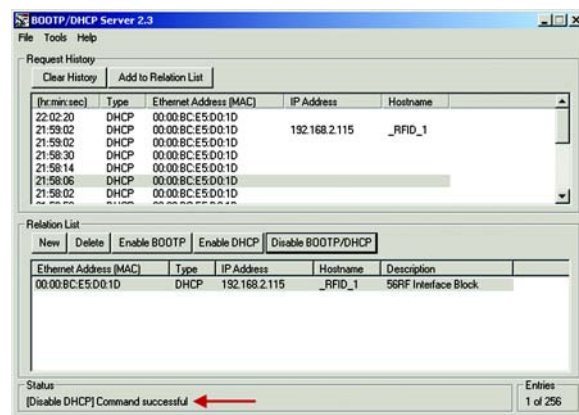 BOOTP/DHCP Server 2.3
File Tools Help
Request History
Clear History Add to Relation List
(hr:min:sec) Type Ethernet Address (MAC) IP Address Hostname
22:02:20 DHCP 00:00:BC:E5:D0:1D
21:59:02 DHCP 00:00:BC:E5:D0:1D 192.168.2.115 _RFID_1
21:59:02 DHCP 00:00:BC:E5:D0:1D
21:58:30 DHCP 00:00:BC:E5:D0:1D
21:58:14 DHCP 00:00:BC:E5:D0:1D
21:58:06 DHCP 00:00:BC:E5:D0:1D
21:58:02 DHCP 00:00:BC:E5:D0:1D
Relation List
New Delete Enable BOOTP Enable DHCP Disable BOOTP/DHCP
Ethernet Address (MAC) Type IP Address Hostname Description
00:00:BC:E5:D0:1D DHCP 192.168.2.115 _RFID_1 56RF Interface Block
Status Entries
[Disable DHCP] Command successful 1 of 256